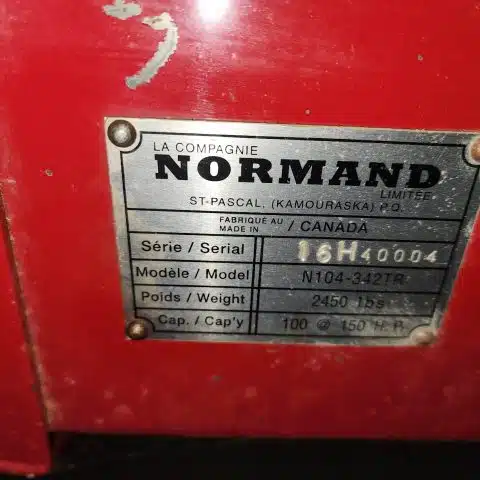 LA COMPAGNIE
NORMAND
LIMITÉE
ST-PASCAL, (KAMOURASKA) P.Q.
FABRIQUÉ AU
MADE IN / CANADA
Série / Serial 16H40004
Modèle / Model N104-342TR
Poids / Weight 2450 lbs
Cap. / Cap'y 100 @ 150 H.P.